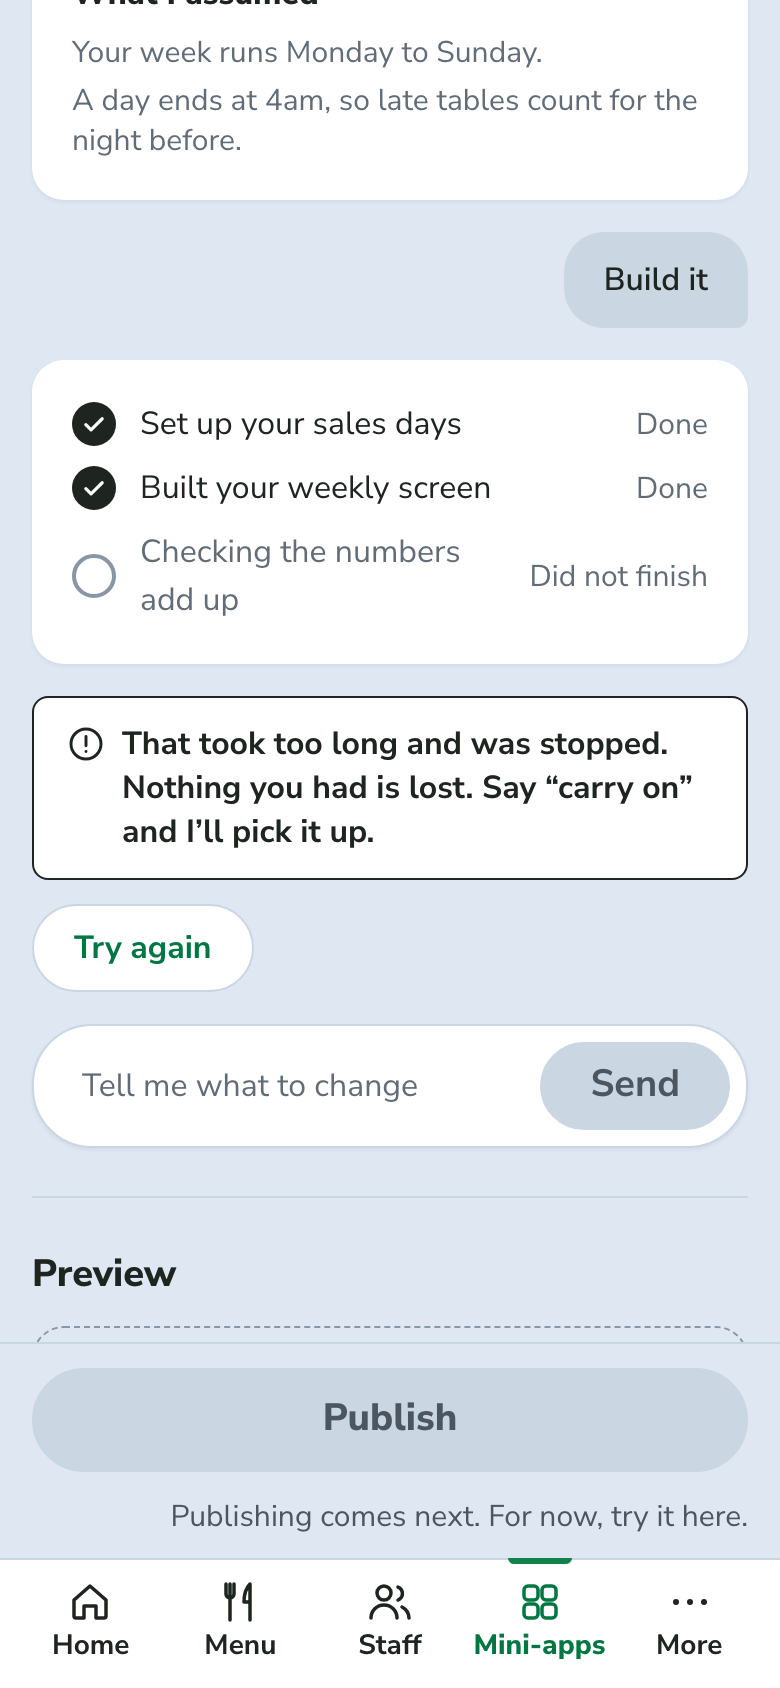 What I assumed
Your week runs Monday to Sunday.
A day ends at 4am, so late tables count for the
night before.
Build it
Set up your sales days
Done
Built your weekly screen
Done
Checking the numbers
add up
Did not finish
That took too long and was stopped.
Nothing you had is lost. Say “carry on”
and I’ll pick it up.
Try again
Tell me what to change
Send
Preview
Publish
Publishing comes next. For now, try it here.
Home
Menu
Staff
Mini-apps
More